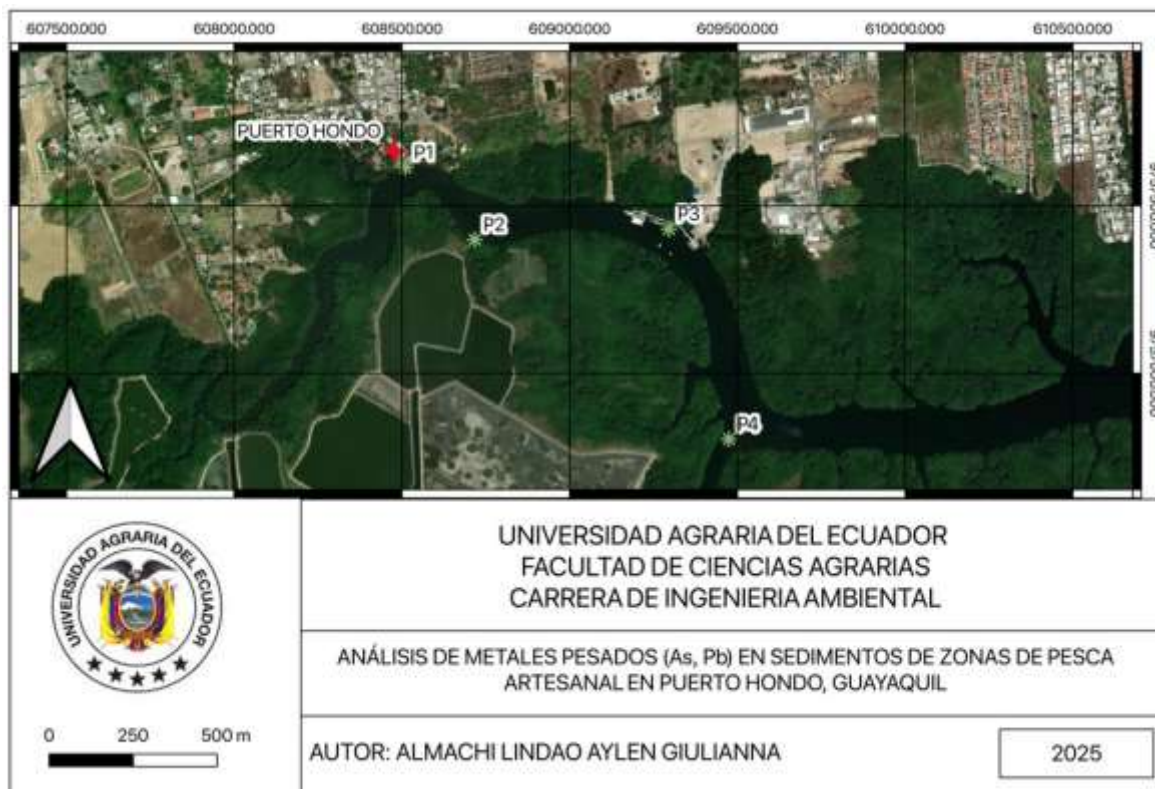 607500.000 608000.000 608500.000 609000.000 609500.000 610000.000 610500.000
PUERTO HONDO
P1
P2
P3
P4
UNIVERSIDAD AGRARIA DEL ECUADOR
UNIVERSIDAD AGRARIA DEL ECUADOR
FACULTAD DE CIENCIAS AGRARIAS
CARRERA DE INGENIERIA AMBIENTAL
ANÁLISIS DE METALES PESADOS (As, Pb) EN SEDIMENTOS DE ZONAS DE PESCA
ARTESANAL EN PUERTO HONDO, GUAYAQUIL
0 250 500 m
AUTOR: ALMACHI LINDAO AYLEN GIULIANNA
2025